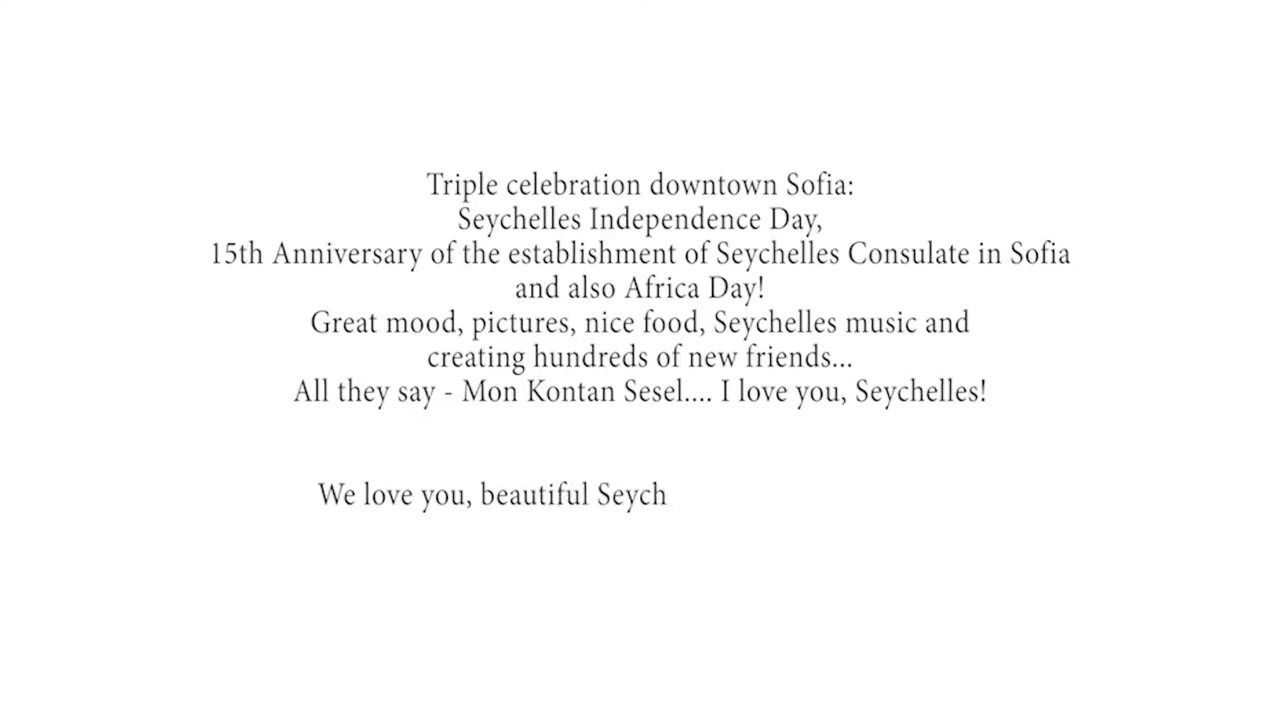 Triple celebration downtown Sofia:
Seychelles Independence Day,
15th Anniversary of the establishment of Seychelles Consulate in Sofia
and also Africa Day!
Great mood, pictures, nice food, Seychelles music and
creating hundreds of new friends...
All they say - Mon Kontan Sesel.... I love you, Seychelles!
We love you, beautiful Seych